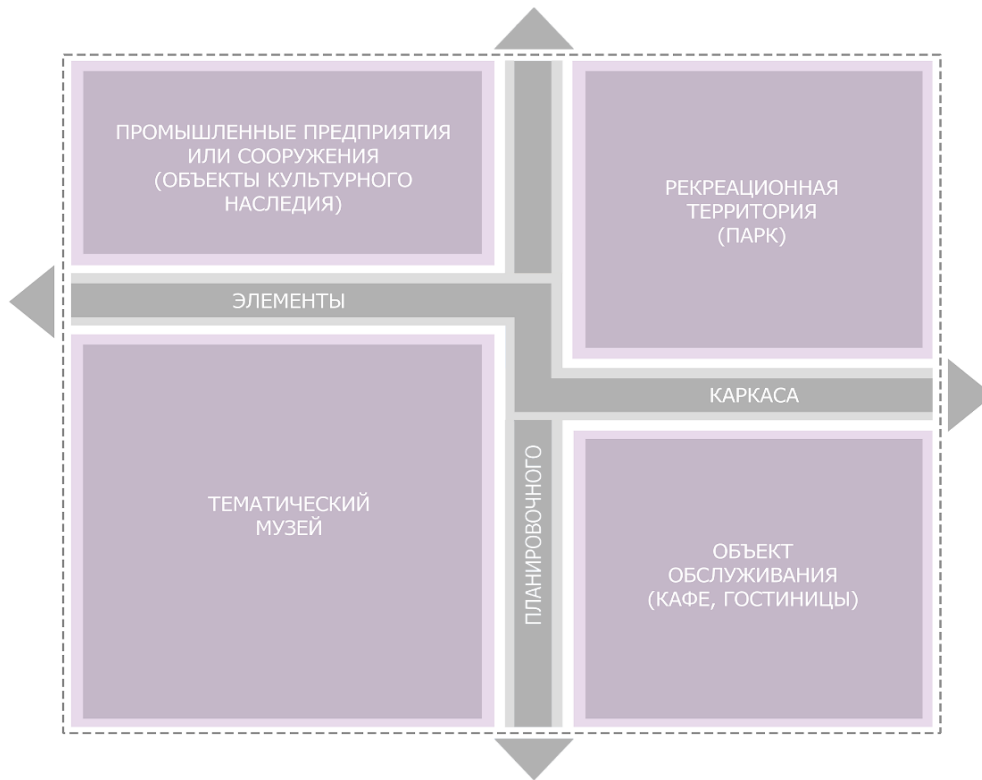 ПРОМЫШЛЕННЫЕ ПРЕДПРИЯТИЯ
ИЛИ СООРУЖЕНИЯ
(ОБЪЕКТЫ КУЛЬТУРНОГО
НАСЛЕДИЯ)
РЕКРЕАЦИОННАЯ
ТЕРРИТОРИЯ
(ПАРК)
ЭЛЕМЕНТЫ
ПЛАНИРОВОЧНОГО
КАРКАСА
ТЕМАТИЧЕСКИЙ
МУЗЕЙ
ОБЪЕКТ
ОБСЛУЖИВАНИЯ
(КАФЕ, ГОСТИНИЦЫ)